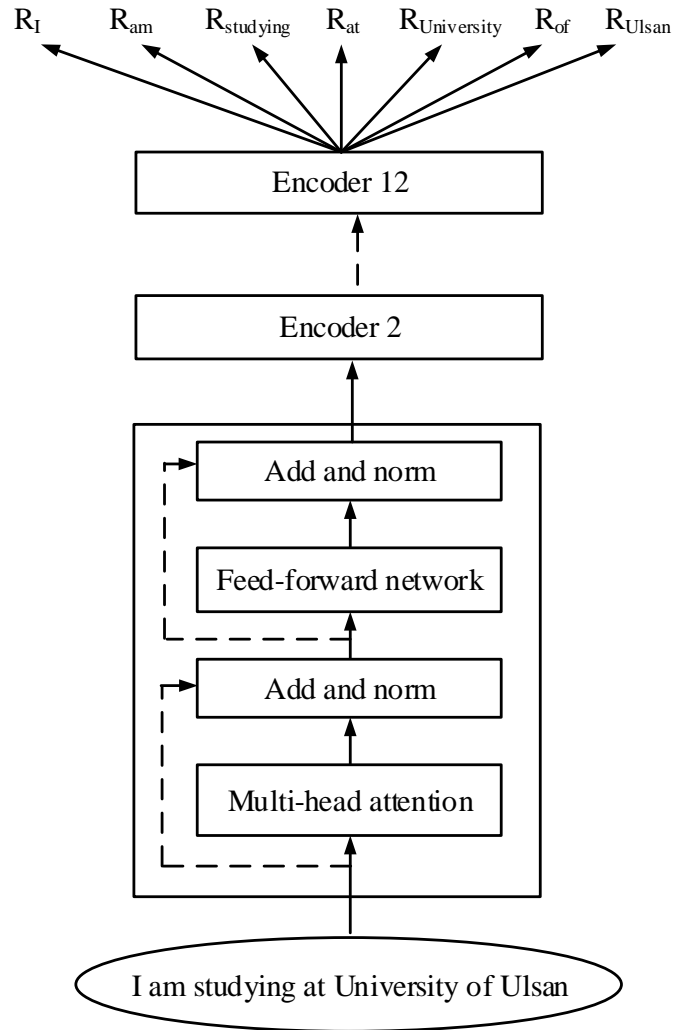 R_I R_am R_studying R_at R_University R_of R_Ulsan
Encoder 12
Encoder 2
Add and norm
Feed-forward network
Add and norm
Multi-head attention
I am studying at University of Ulsan